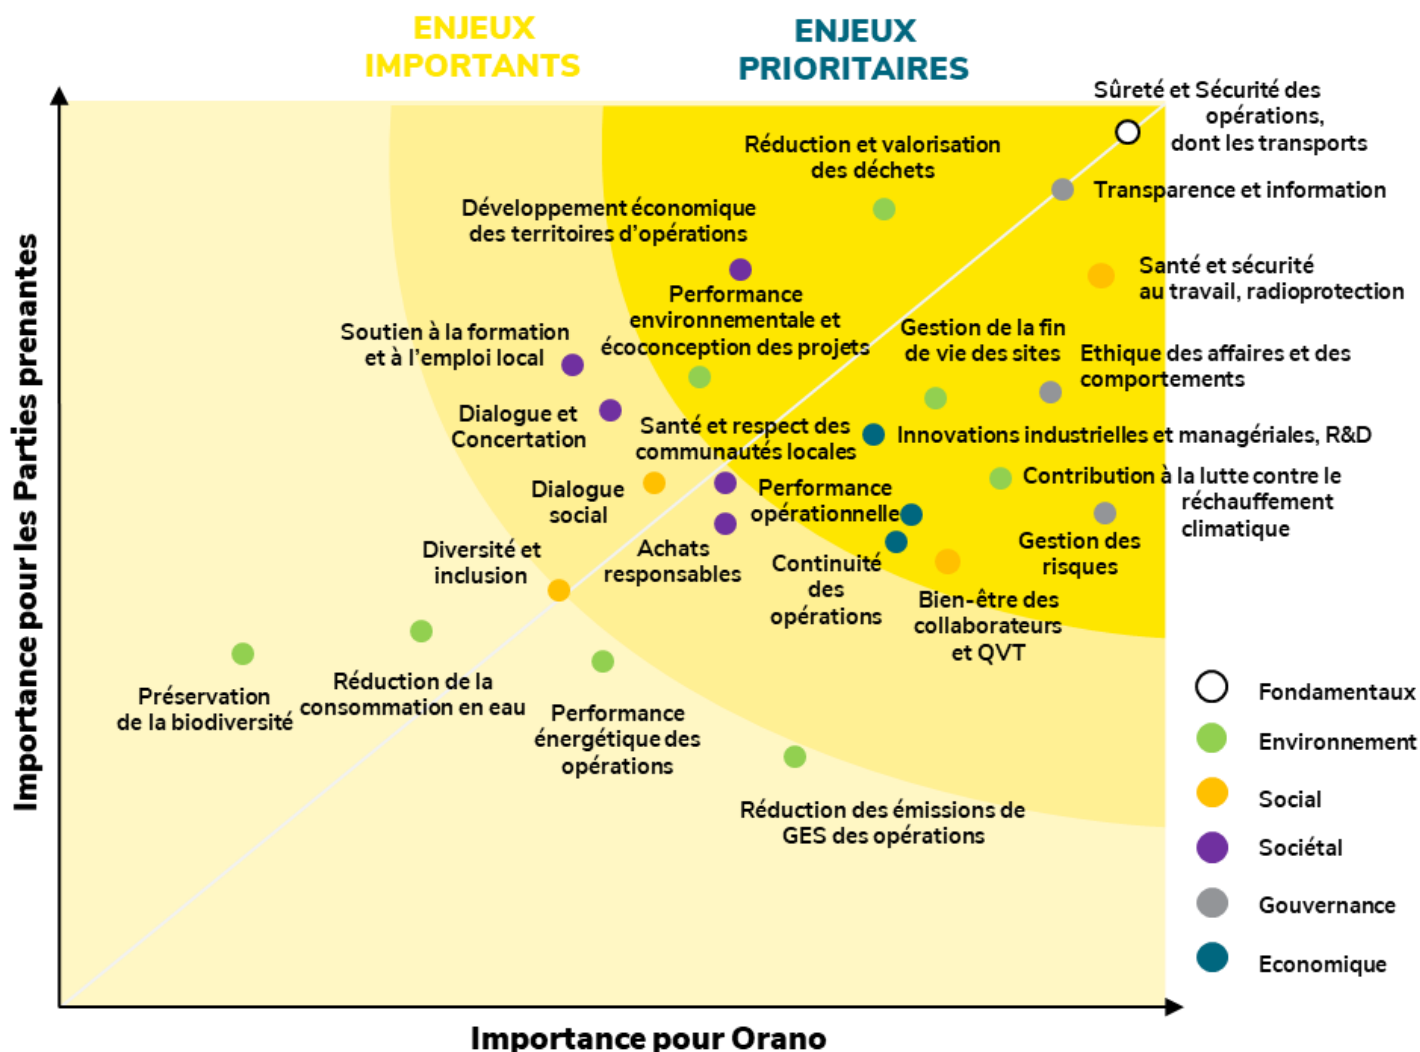 ENJEUX
IMPORTANTS
ENJEUX
PRIORITAIRES
Sûreté et Sécurité des
opérations,
dont les transports
Réduction et valorisation
des déchets
Transparence et information
Développement économique
des territoires d'opérations
Santé et sécurité
au travail, radioprotection
Performance
environnementale et
écoconception des projets
Soutien à la formation
et à l'emploi local
Gestion de la fin
de vie des sites
Ethique des affaires et des
comportements
Dialogue et
Concertation
Santé et respect des
communautés locales
Innovations industrielles et managériales, R&D
Dialogue
social
Performance
opérationnelle
Contribution à la lutte contre le
réchauffement
climatique
Gestion des
risques
Diversité et
inclusion
Achats
responsables
Continuité
des
opérations
Bien-être des
collaborateurs
et QVT
Préservation
de la biodiversité
Réduction de la
consommation en eau
Performance
énergétique des
opérations
Réduction des émissions de
GES des opérations
Fondamentaux
Environnement
Social
Sociétal
Gouvernance
Economique
Importance pour les Parties prenantes
Importance pour Orano